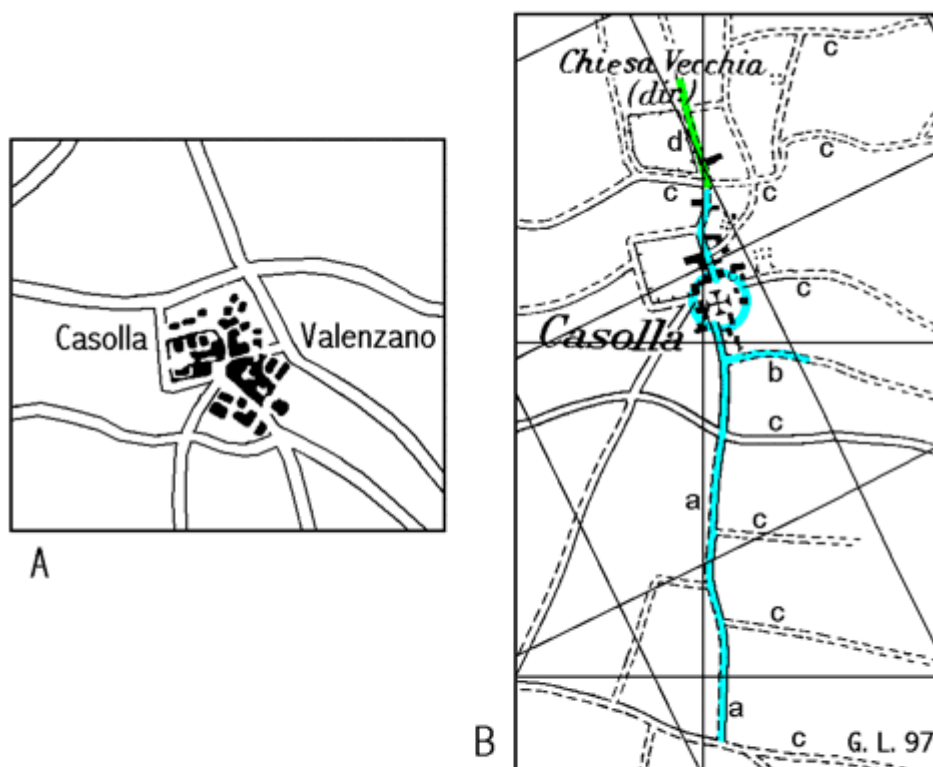 Casolla Valenzano
A
c
Chiesa Vecchia
(dir.)
d
c
c
c
c
Casolla
b
c
a
c
c
a
c
G. L. 97
B